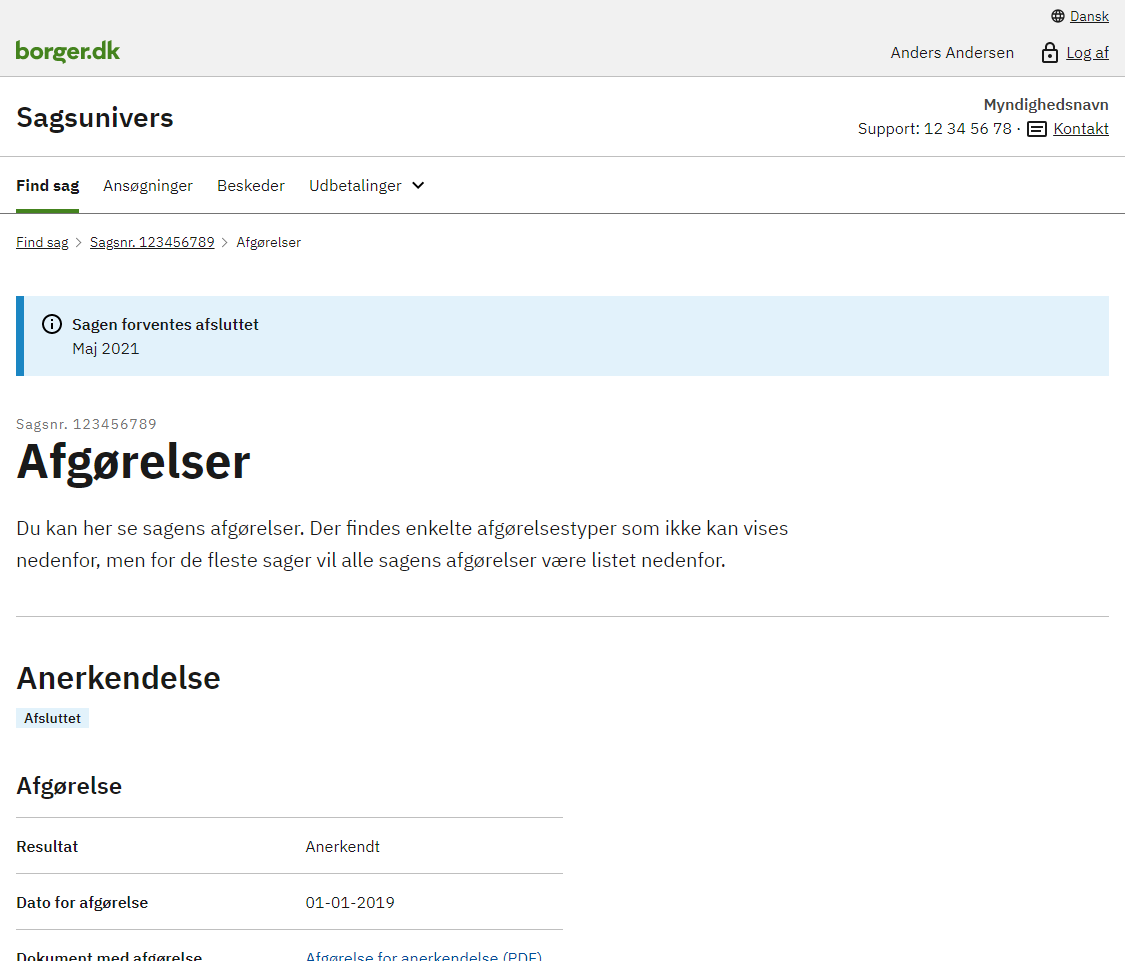 Dansk
borger.dk
Anders Andersen Log af
Sagsunivers
Myndighedsnavn
Support: 12 34 56 78 · Kontakt
Find sag Ansøgninger Beskeder Udbetalinger
Find sag > Sagsnr. 123456789 > Afgørelser
Sagen forventes afsluttet
Maj 2021
Sagsnr. 123456789
Afgørelser
Du kan her se sagens afgørelser. Der findes enkelte afgørelsestyper som ikke kan vises
nedenfor, men for de fleste sager vil alle sagens afgørelser være listet nedenfor.
Anerkendelse
Afsluttet
Afgørelse
Resultat Anerkendt
Dato for afgørelse 01-01-2019
Dokument med afgørelse Afgørelse for anerkendelse (PDF)